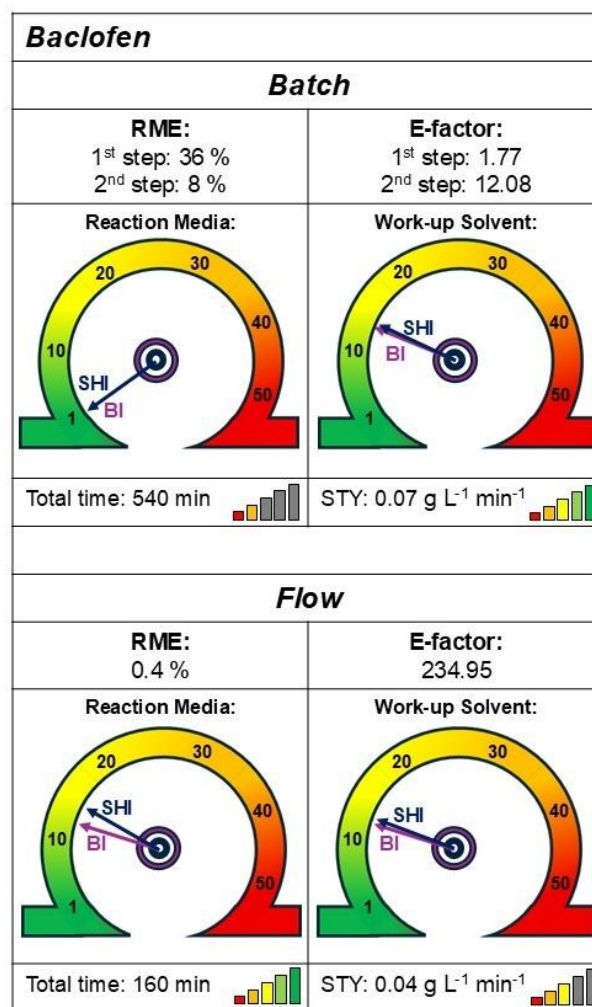 Baclofen
Batch
RME:
1st step: 36 %
2nd step: 8 %
E-factor:
1st step: 1.77
2nd step: 12.08
Reaction Media:
1
10
20
30
40
50
SHI
BI
Work-up Solvent:
1
10
20
30
40
50
SHI
BI
Total time: 540 min
STY: 0.07 g L-1 min-1
Flow
RME:
0.4 %
E-factor:
234.95
Reaction Media:
1
10
20
30
40
50
SHI
BI
Work-up Solvent:
1
10
20
30
40
50
SHI
BI
Total time: 160 min
STY: 0.04 g L-1 min-1